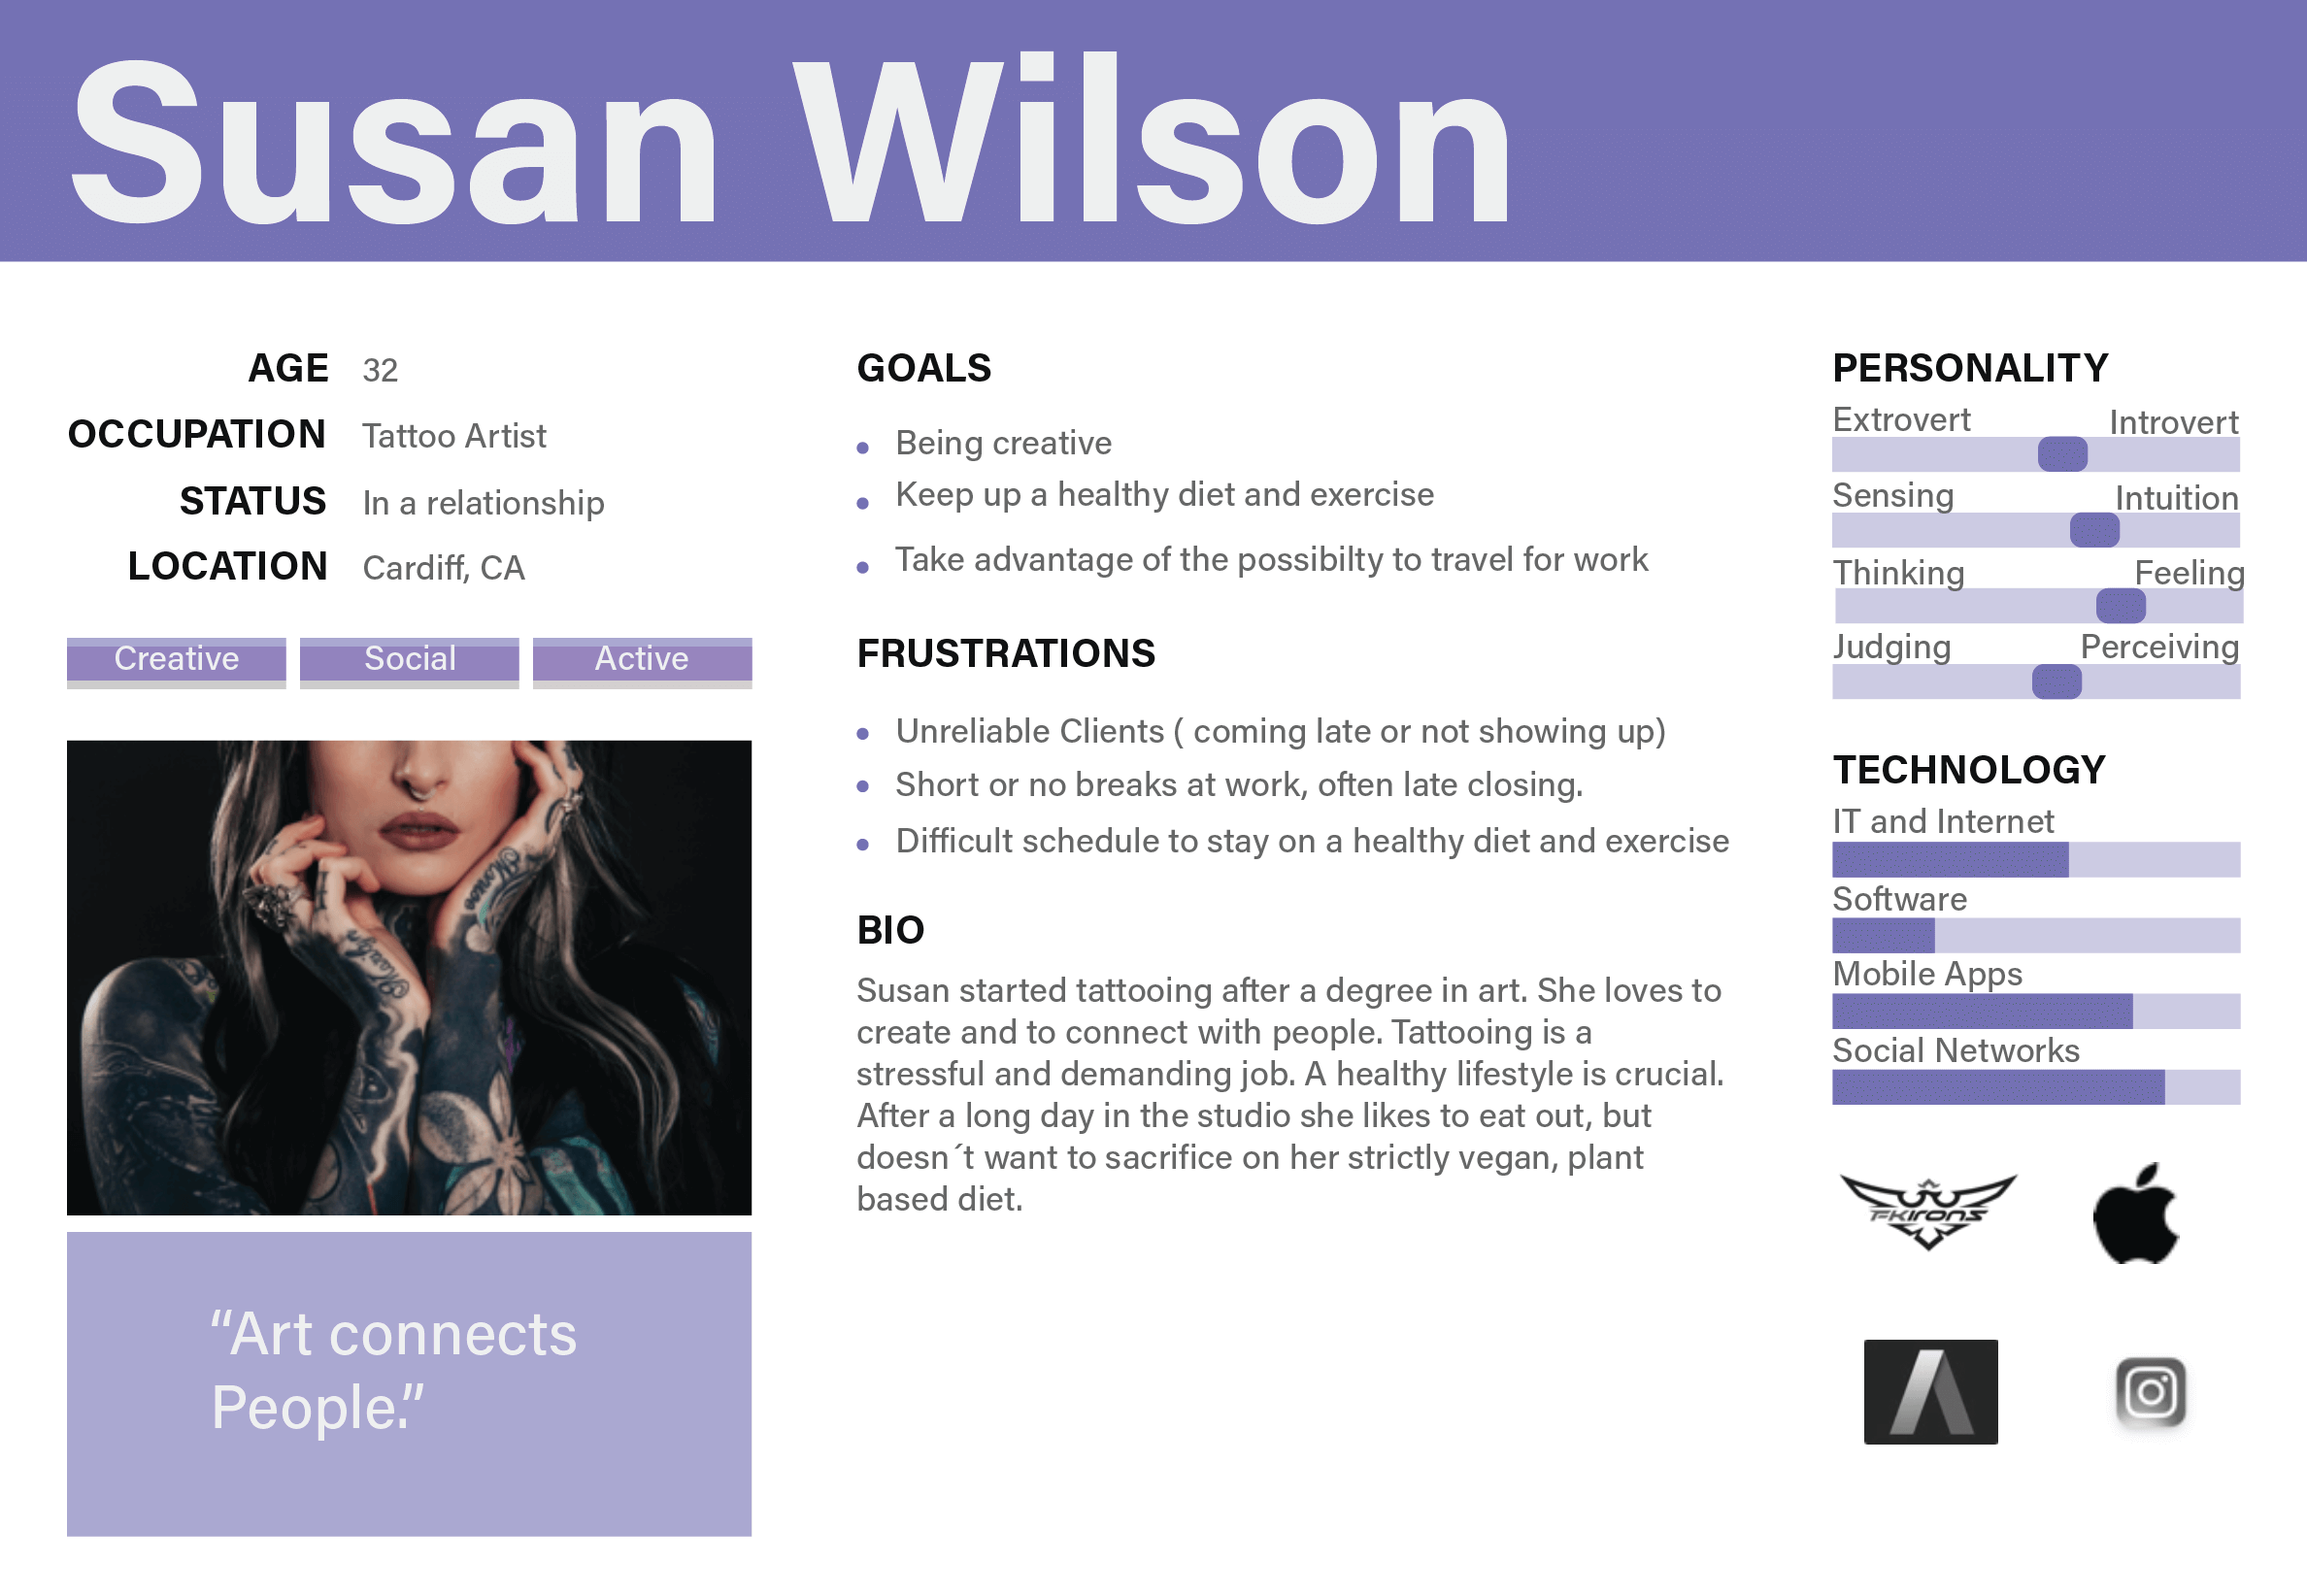 Susan Wilson
AGE 32
OCCUPATION Tattoo Artist
STATUS In a relationship
LOCATION Cardiff, CA
Creative Social Active
“Art connects
People.”
GOALS
Being creative
Keep up a healthy diet and exercise
Take advantage of the possibilty to travel for work
FRUSTRATIONS
Unreliable Clients ( coming late or not showing up)
Short or no breaks at work, often late closing.
Difficult schedule to stay on a healthy diet and exercise
BIO
Susan started tattooing after a degree in art. She loves to
create and to connect with people. Tattooing is a
stressful and demanding job. A healthy lifestyle is crucial.
After a long day in the studio she likes to eat out, but
doesn´t want to sacrifice on her strictly vegan, plant
based diet.
PERSONALITY
Extrovert Introvert
Sensing Intuition
Thinking Feeling
Judging Perceiving
TECHNOLOGY
IT and Internet
Software
Mobile Apps
Social Networks
FKIRONS